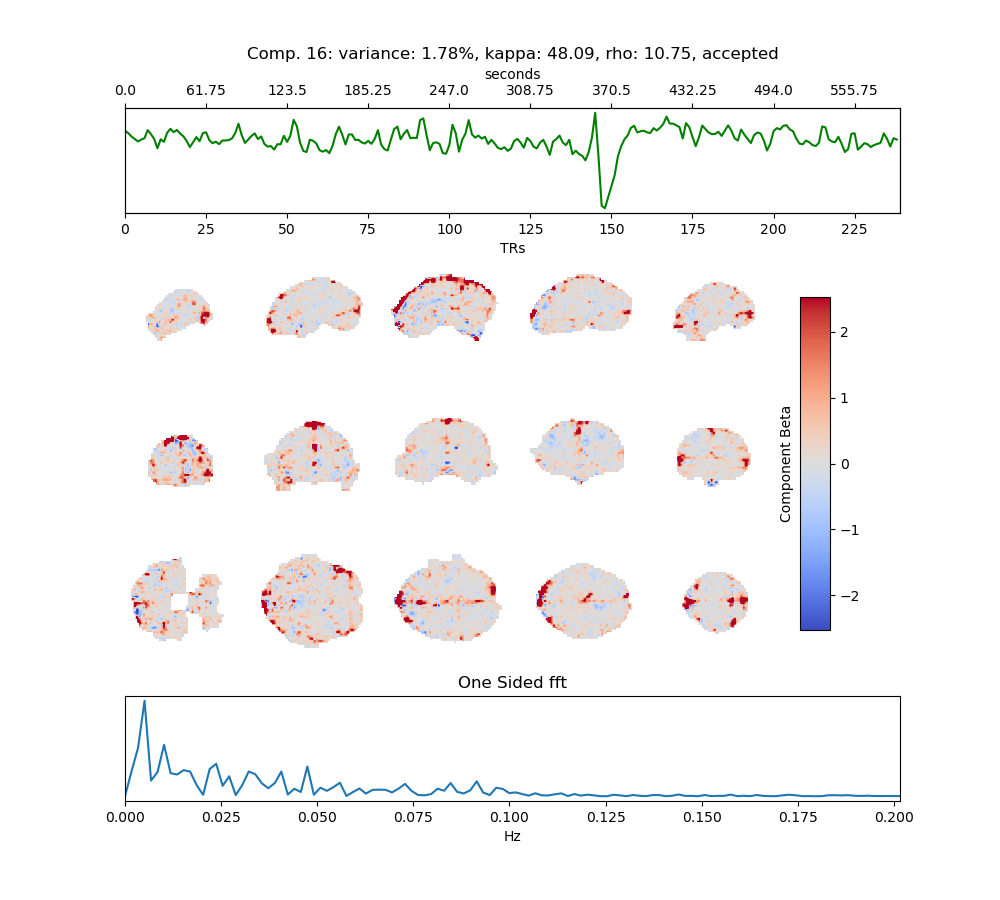 Comp. 16: variance: 1.78%, kappa: 48.09, rho: 10.75, accepted
seconds
0.0 61.75 123.5 185.25 247.0 308.75 370.5 432.25 494.0 555.75
0 25 50 75 100 125 150 175 200 225
TRs
2
1
0
−1
−2
Component Beta
One Sided fft
0.000 0.025 0.050 0.075 0.100 0.125 0.150 0.175 0.200
Hz